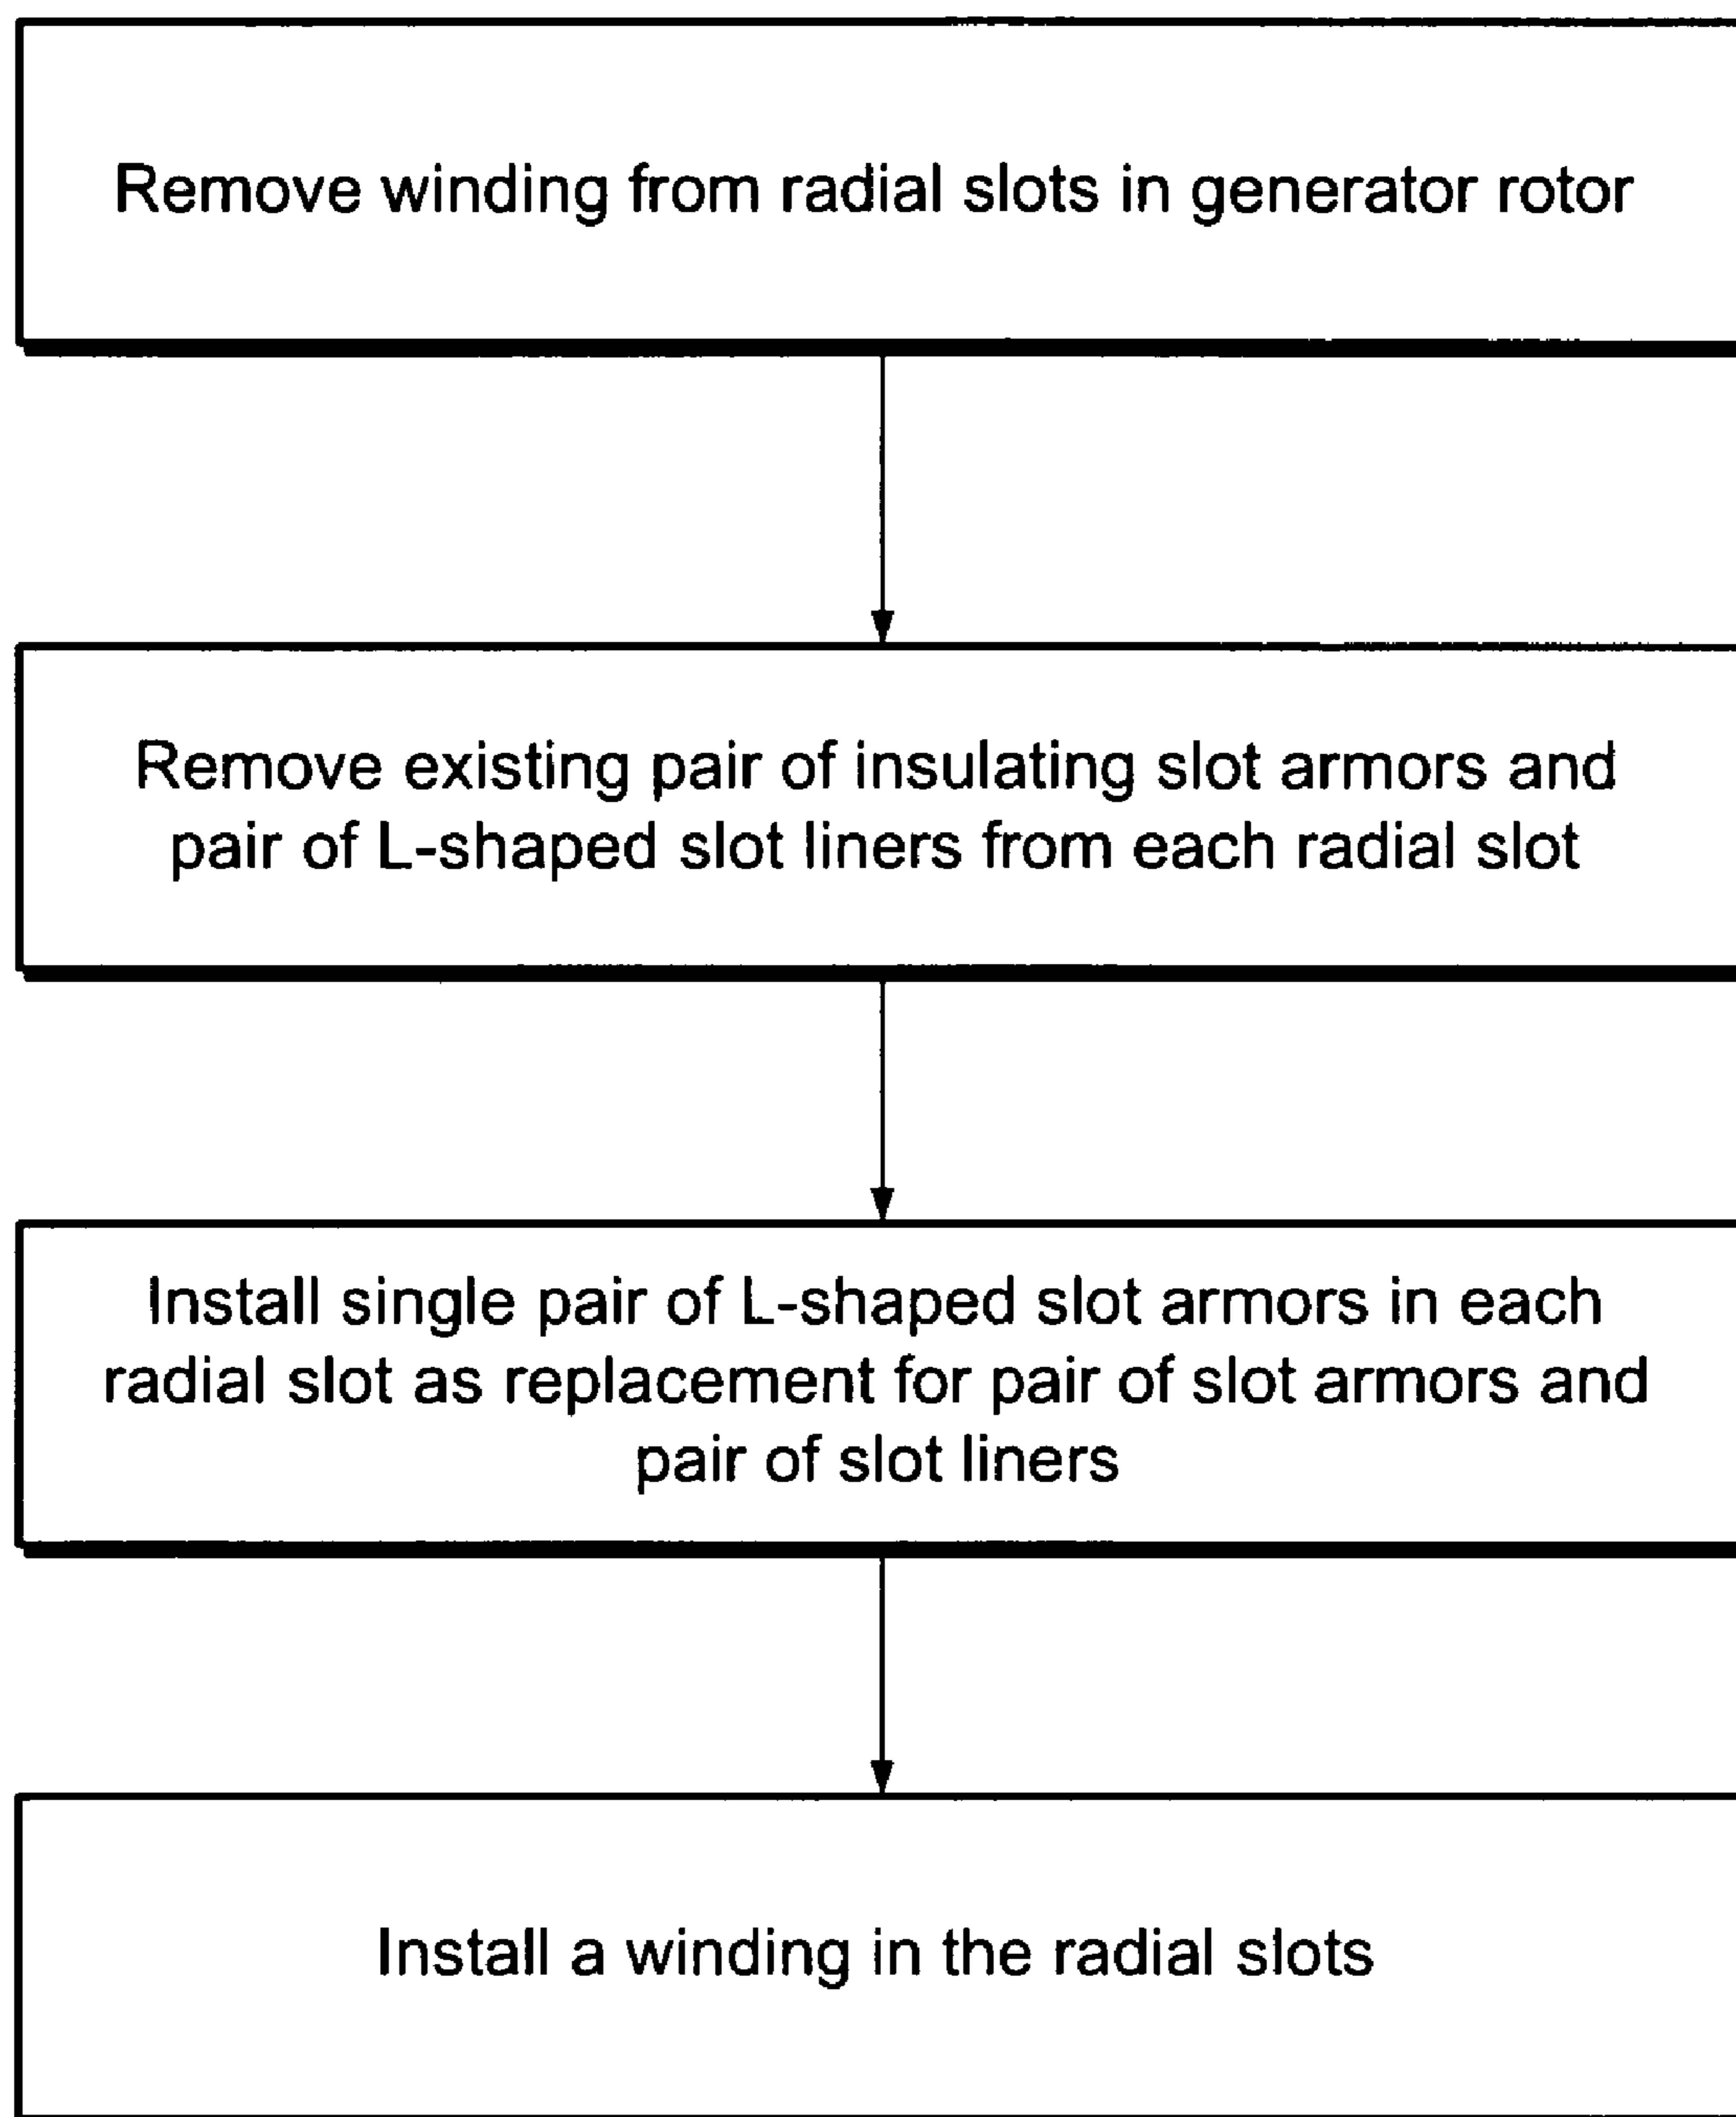 Remove winding from radial slots in generator rotor
Remove existing pair of insulating slot armors and
pair of L-shaped slot liners from each radial slot
Install single pair of L-shaped slot armors in each
radial slot as replacement for pair of slot armors and
pair of slot liners
Install a winding in the radial slots